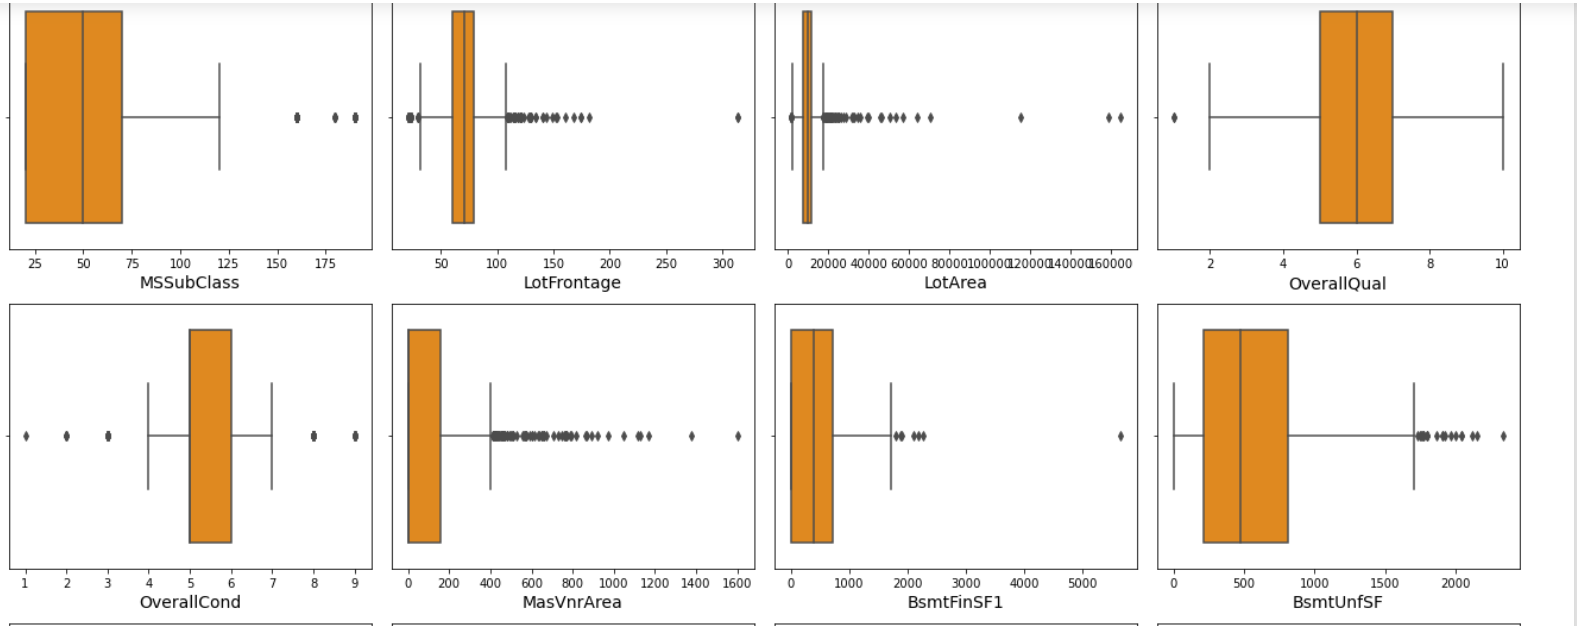 25 50 75 100 125 150 175
MSSubClass
50 100 150 200 250 300
LotFrontage
0 20000 40000 60000 80000 100000 120000 140000 160000
LotArea
2 4 6 8 10
OverallQual
1 2 3 4 5 6 7 8 9
OverallCond
0 200 400 600 800 1000 1200 1400 1600
MasVnrArea
0 1000 2000 3000 4000 5000
BsmtFinSF1
0 500 1000 1500 2000
BsmtUnfSF